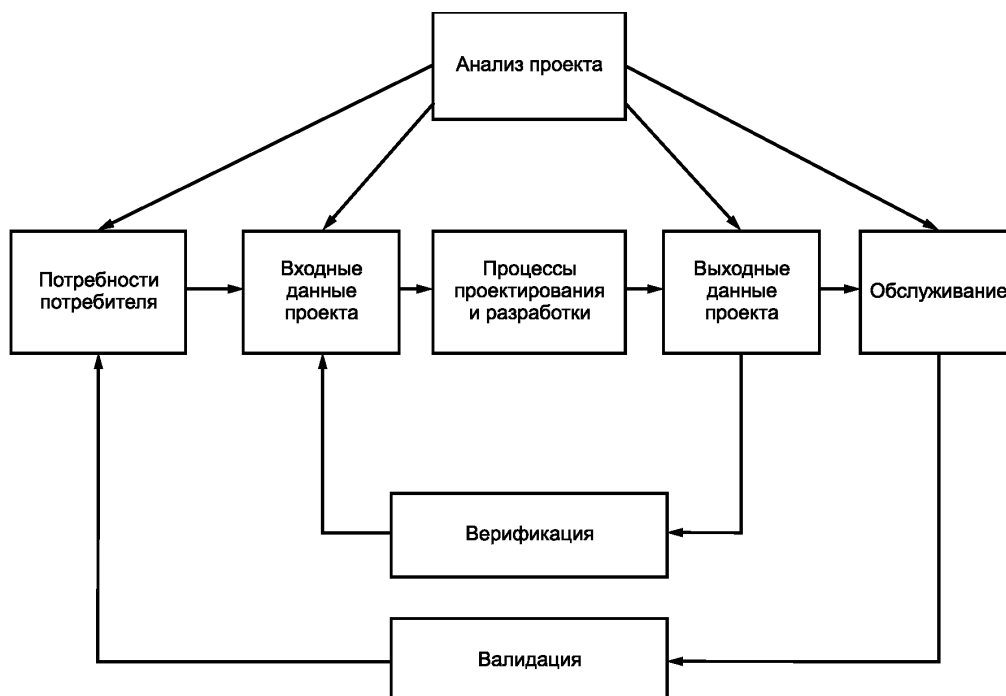 Анализ проекта
Потребности
потребителя
Входные
данные
проекта
Процессы
проектирования
и разработки
Выходные
данные
проекта
Обслуживание
Верификация
Валидация